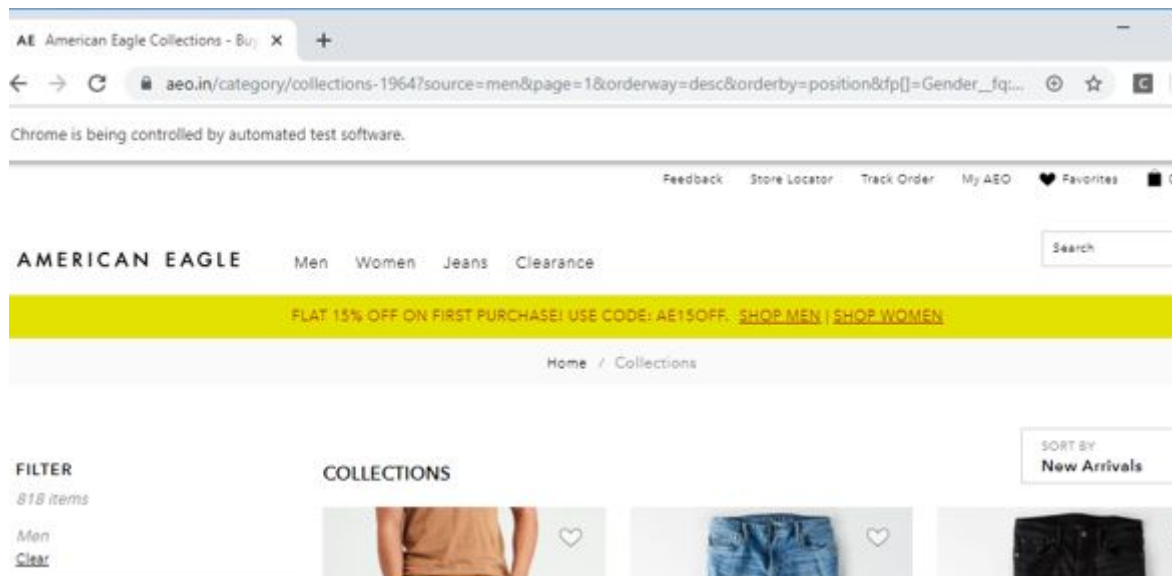 AE American Eagle Collections - Buy
aeo.in/category/collections-1964?source=men&page=1&orderway=desc&orderby=position&fp[]=Gender__fq:...
Chrome is being controlled by automated test software.
Feedback Store Locator Track Order My AEO Favorites
AMERICAN EAGLE Men Women Jeans Clearance Search
FLAT 15% OFF ON FIRST PURCHASE! USE CODE: AE15OFF. SHOP MEN | SHOP WOMEN
Home / Collections
SORT BY
New Arrivals
FILTER
COLLECTIONS
818 items
Men
Clear